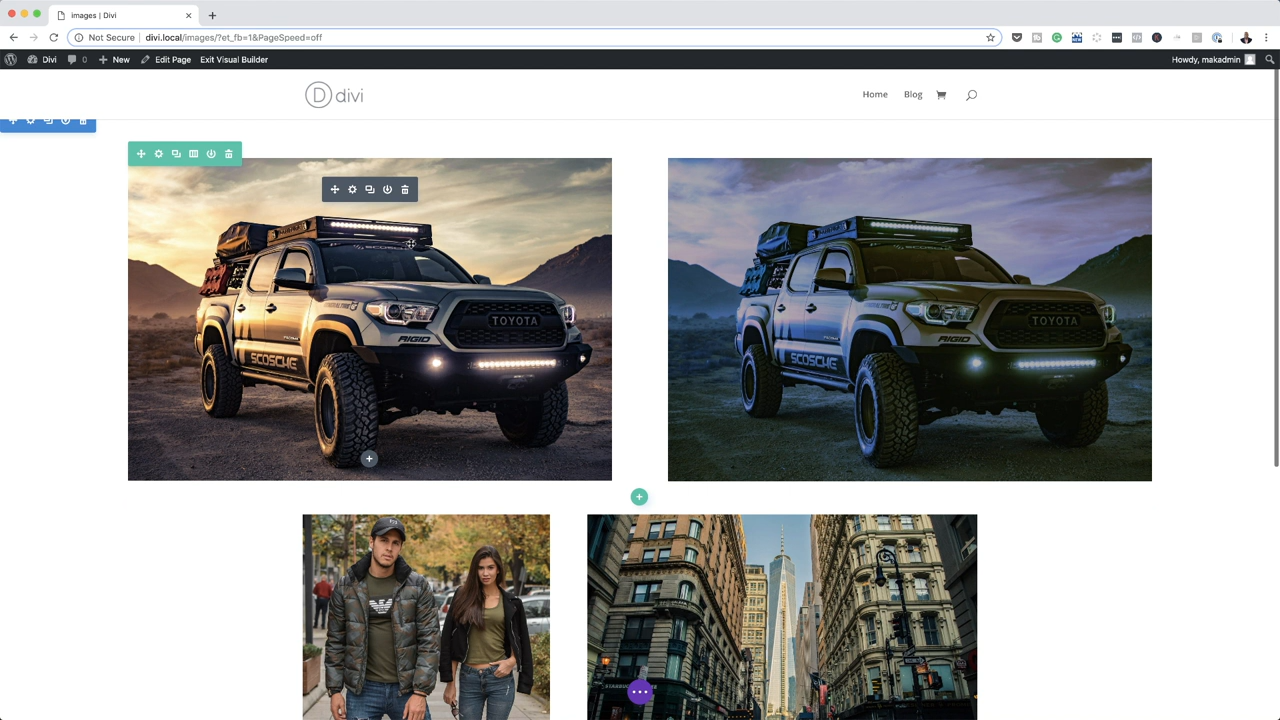 images | Divi
Not Secure divi.local/images/?et_fb=1&PageSpeed=off
Divi 0 New Edit Page Exit Visual Builder Howdy, makadmin
D divi Home Blog
TOYOTA
RIGID
SCOSCHE
TOYOTA
RIGID
SCOSCHE